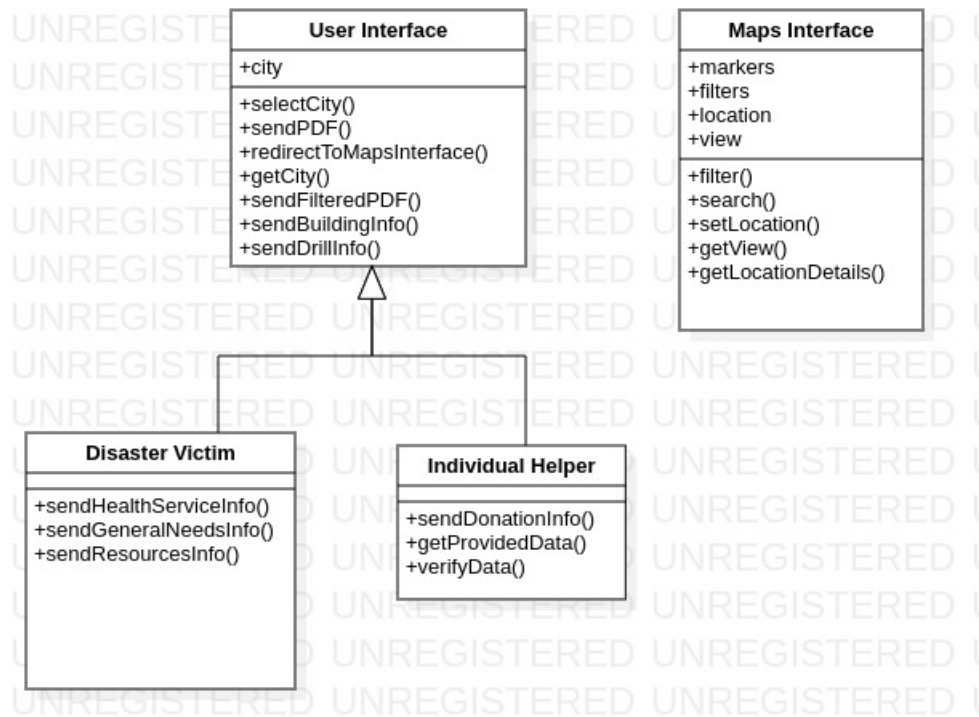 User Interface
+city
+selectCity()
+sendPDF()
+redirectToMapsInterface()
+getCity()
+sendFilteredPDF()
+sendBuildingInfo()
+sendDrillInfo()
Maps Interface
+markers
+filters
+location
+view
+filter()
+search()
+setLocation()
+getView()
+getLocationDetails()
Disaster Victim
+sendHealthServiceInfo()
+sendGeneralNeedsInfo()
+sendResourcesInfo()
Individual Helper
+sendDonationInfo()
+getProvidedData()
+verifyData()
UNREGISTERED